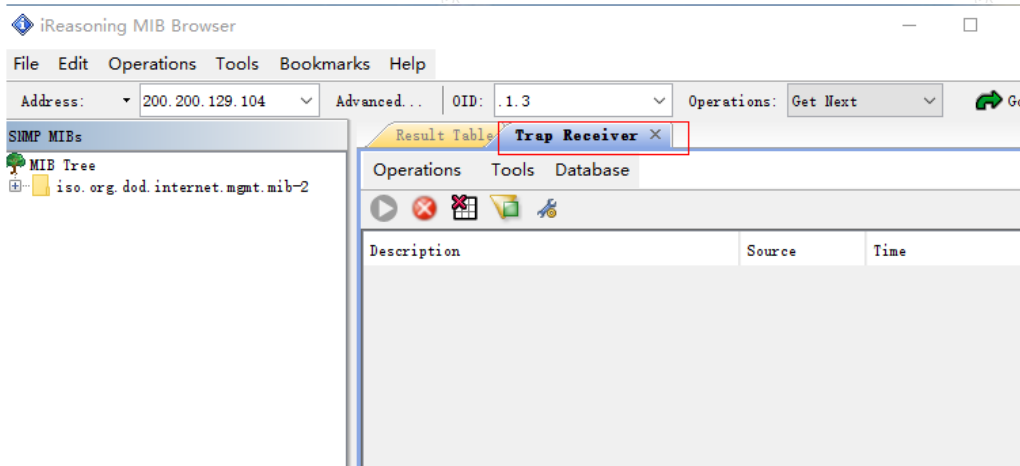 iReasoning MIB Browser
File Edit Operations Tools Bookmarks Help
Address: 200.200.129.104 Advanced... OID: .1.3 Operations: Get Next
SNMP MIBs
Result Table Trap Receiver
MIB Tree
Operations Tools Database
iso.org.dod.internet.mgmt.mib-2
Description Source Time